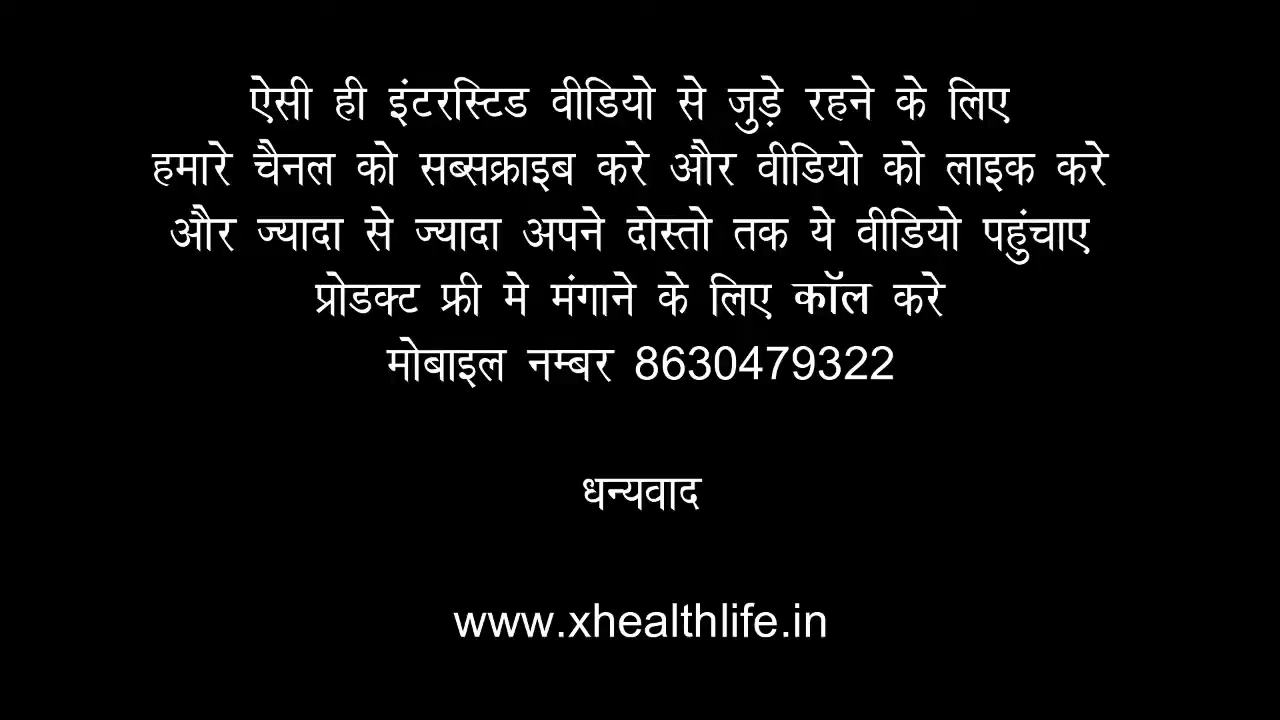 ऐसी ही इंटरस्टिड वीडियो से जुड़े रहने के लिए
हमारे चैनल को सब्सक्राइब करे और वीडियो को लाइक करे
और ज्यादा से ज्यादा अपने दोस्तो तक ये वीडियो पहुंचाए
प्रोडक्ट फ्री मे मंगाने के लिए कॉल करे
मोबाइल नम्बर 8630479322
धन्यवाद
www.xhealthlife.in